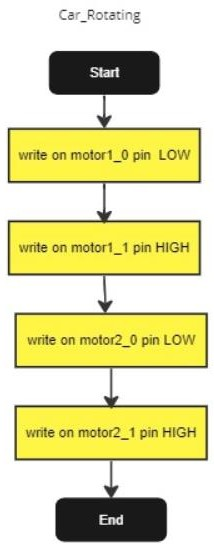 Car_Rotating
Start
write on motor1_0 pin LOW
write on motor1_1 pin HIGH
write on motor2_0 pin LOW
write on motor2_1 pin HIGH
End